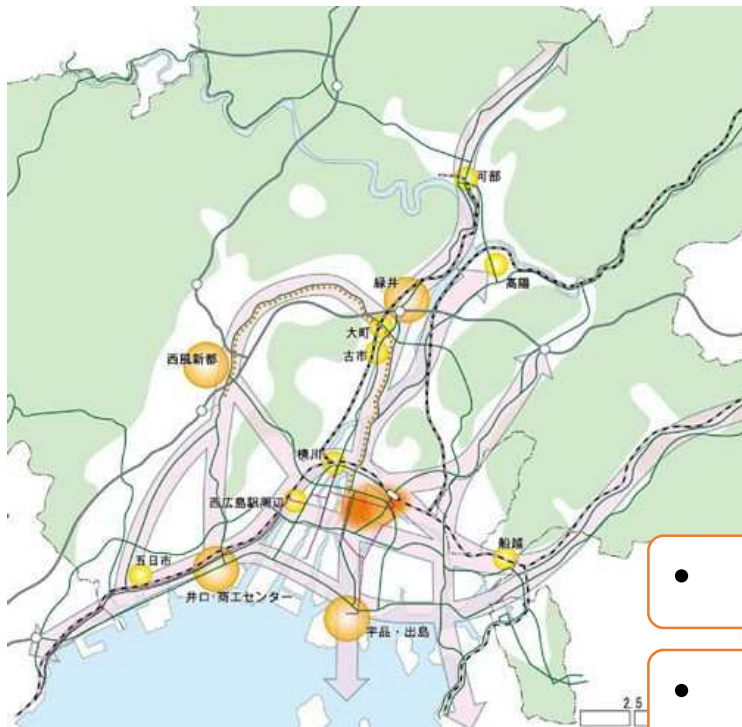 可部
高陽
緑井
大町
古市
西風新都
横川
西広島駅周辺
船越
五日市
井口・商工センター
宇品・出島
2.5